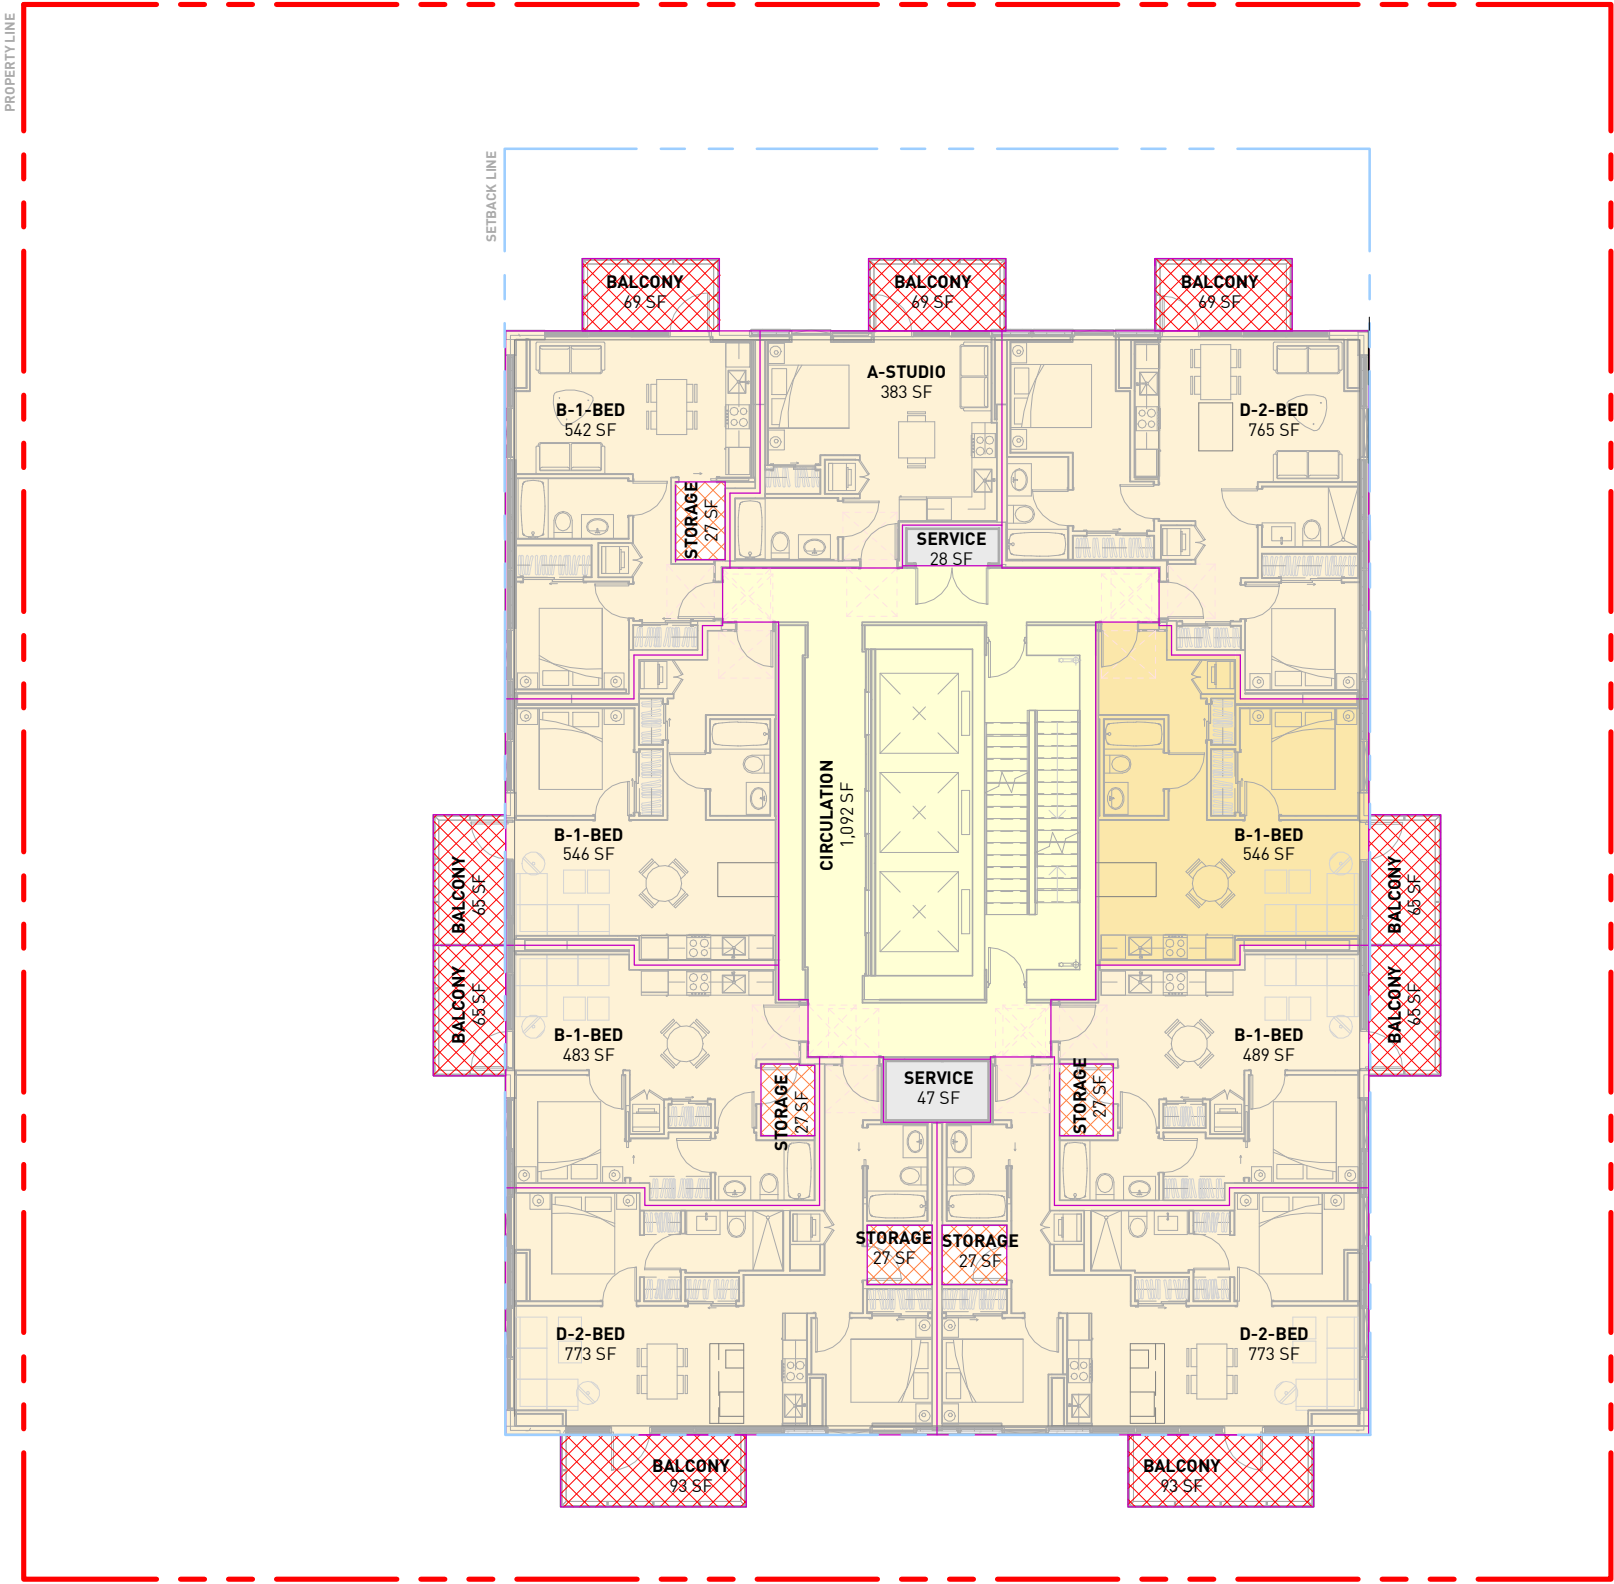 PROPERTY LINE
SETBACK LINE
BALCONY
69 SF
BALCONY
69 SF
BALCONY
69 SF
B-1-BED
542 SF
A-STUDIO
383 SF
D-2-BED
765 SF
STORAGE
27 SF
SERVICE
28 SF
CIRCULATION
1,092 SF
B-1-BED
546 SF
B-1-BED
546 SF
BALCONY
65 SF
BALCONY
65 SF
BALCONY
65 SF
BALCONY
65 SF
B-1-BED
483 SF
B-1-BED
489 SF
STORAGE
27 SF
SERVICE
47 SF
STORAGE
27 SF
STORAGE
27 SF
STORAGE
27 SF
D-2-BED
773 SF
D-2-BED
773 SF
BALCONY
93 SF
BALCONY
93 SF